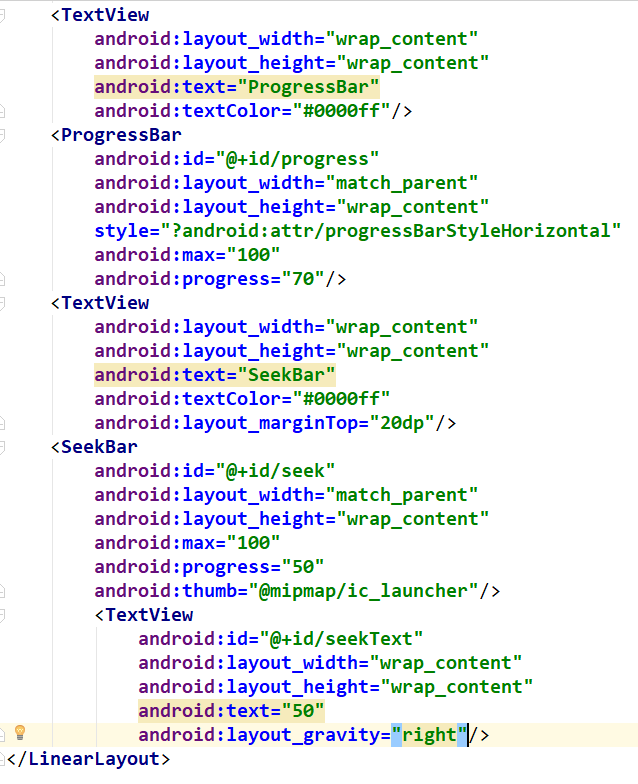 <TextView
android:layout_width="wrap_content"
android:layout_height="wrap_content"
android:text="ProgressBar"
android:textColor="#0000ff"/>
<ProgressBar
android:id="@+id/progress"
android:layout_width="match_parent"
android:layout_height="wrap_content"
style="?android:attr/progressBarStyleHorizontal"
android:max="100"
android:progress="70"/>
<TextView
android:layout_width="wrap_content"
android:layout_height="wrap_content"
android:text="SeekBar"
android:textColor="#0000ff"
android:layout_marginTop="20dp"/>
<SeekBar
android:id="@+id/seek"
android:layout_width="match_parent"
android:layout_height="wrap_content"
android:max="100"
android:progress="50"
android:thumb="@mipmap/ic_launcher"/>
<TextView
android:id="@+id/seekText"
android:layout_width="wrap_content"
android:layout_height="wrap_content"
android:text="50"
android:layout_gravity="right"/>
</LinearLayout>